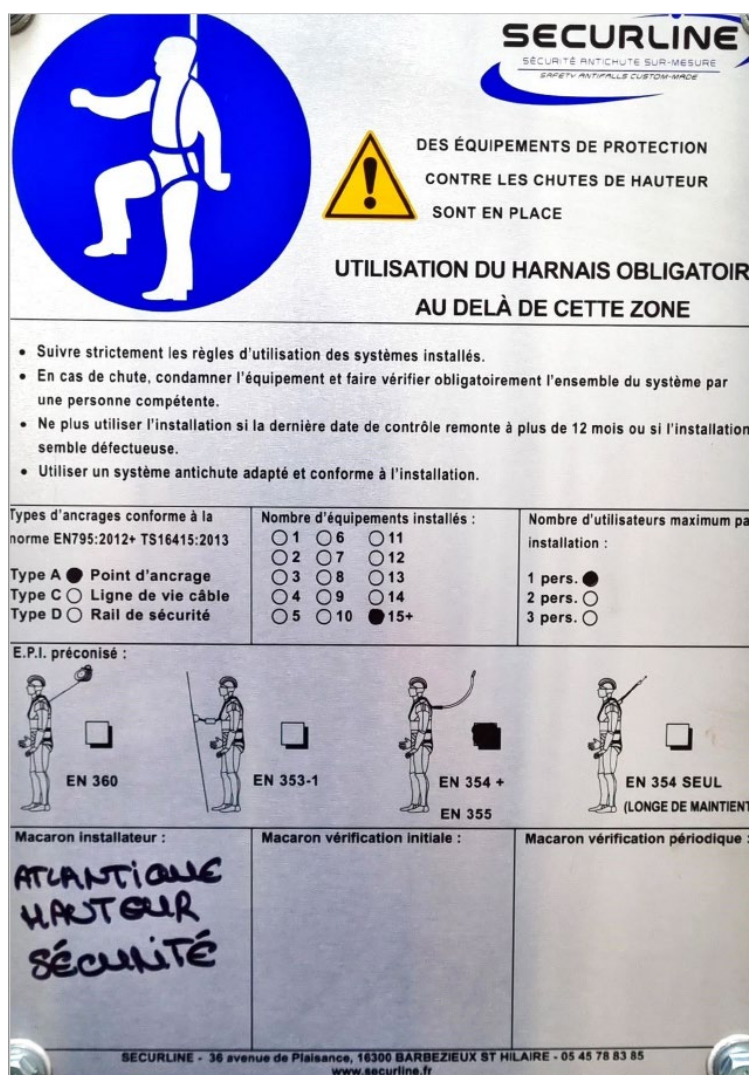 SECURLINE
SÉCURITÉ ANTICHUTE SUR-MESURE
SAFETY ANTIFALLS CUSTOM-MADE
DES ÉQUIPEMENTS DE PROTECTION
CONTRE LES CHUTES DE HAUTEUR
SONT EN PLACE
UTILISATION DU HARNAIS OBLIGATOIR
AU DELÀ DE CETTE ZONE
• Suivre strictement les règles d'utilisation des systèmes installés.
• En cas de chute, condamner l'équipement et faire vérifier obligatoirement l'ensemble du système par
une personne compétente.
• Ne plus utiliser l'installation si la dernière date de contrôle remonte à plus de 12 mois ou si l'installation
semble défectueuse.
• Utiliser un système antichute adapté et conforme à l'installation.
Types d'ancrages conforme à la
norme EN795:2012+ TS16415:2013
Type A ● Point d'ancrage
Type C ○ Ligne de vie câble
Type D ○ Rail de sécurité
Nombre d'équipements installés :
○ 1 ○ 6 ○ 11
○ 2 ○ 7 ○ 12
○ 3 ○ 8 ○ 13
○ 4 ○ 9 ○ 14
○ 5 ○ 10 ● 15+
Nombre d'utilisateurs maximum pa
installation :
1 pers. ●
2 pers. ○
3 pers. ○
E.P.I. préconisé :
EN 360
EN 353-1
EN 354 +
EN 355
EN 354 SEUL
(LONGE DE MAINTIENT
Macaron installateur :
ATLANTIQUE
HAUTEUR
SÉCURITÉ
Macaron vérification initiale :
Macaron vérification périodique :
SECURLINE - 36 avenue de Plaisance, 16300 BARBEZIEUX ST HILAIRE - 05 45 78 83 85
www.securline.fr